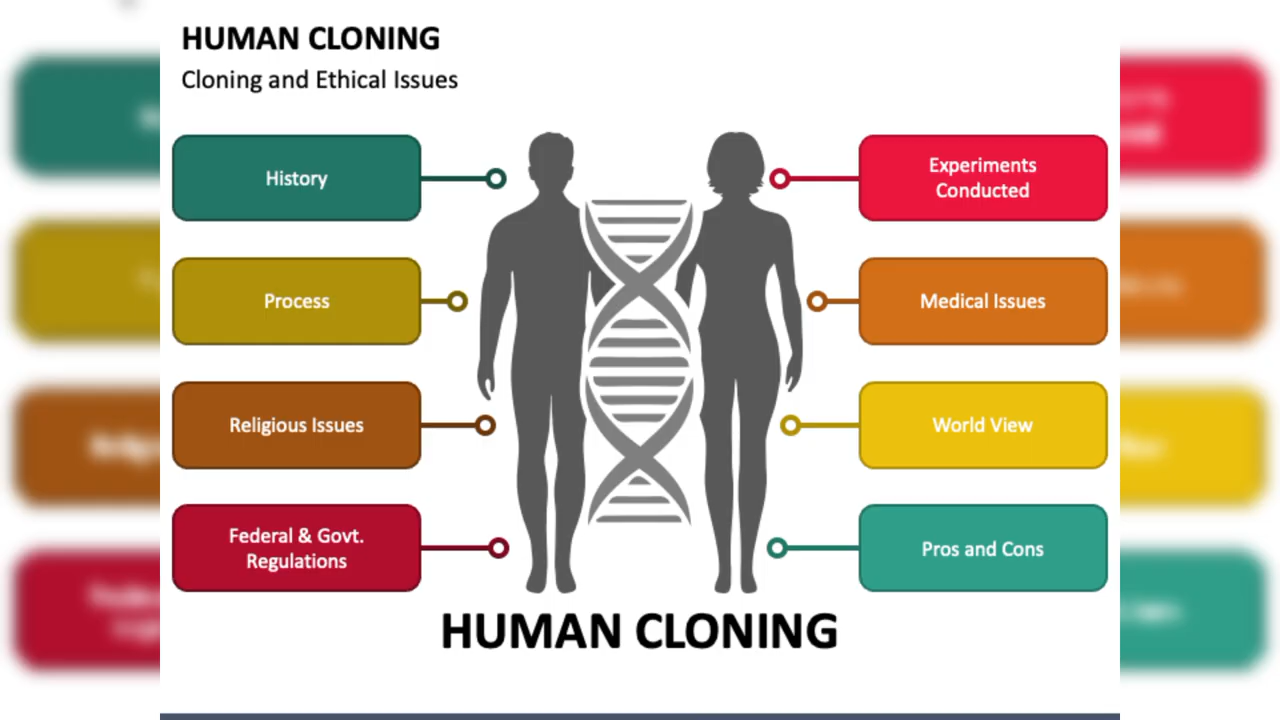 HUMAN CLONING
Cloning and Ethical Issues
History
Process
Religious Issues
Federal & Govt.
Regulations
Experiments
Conducted
Medical Issues
World View
Pros and Cons
HUMAN CLONING